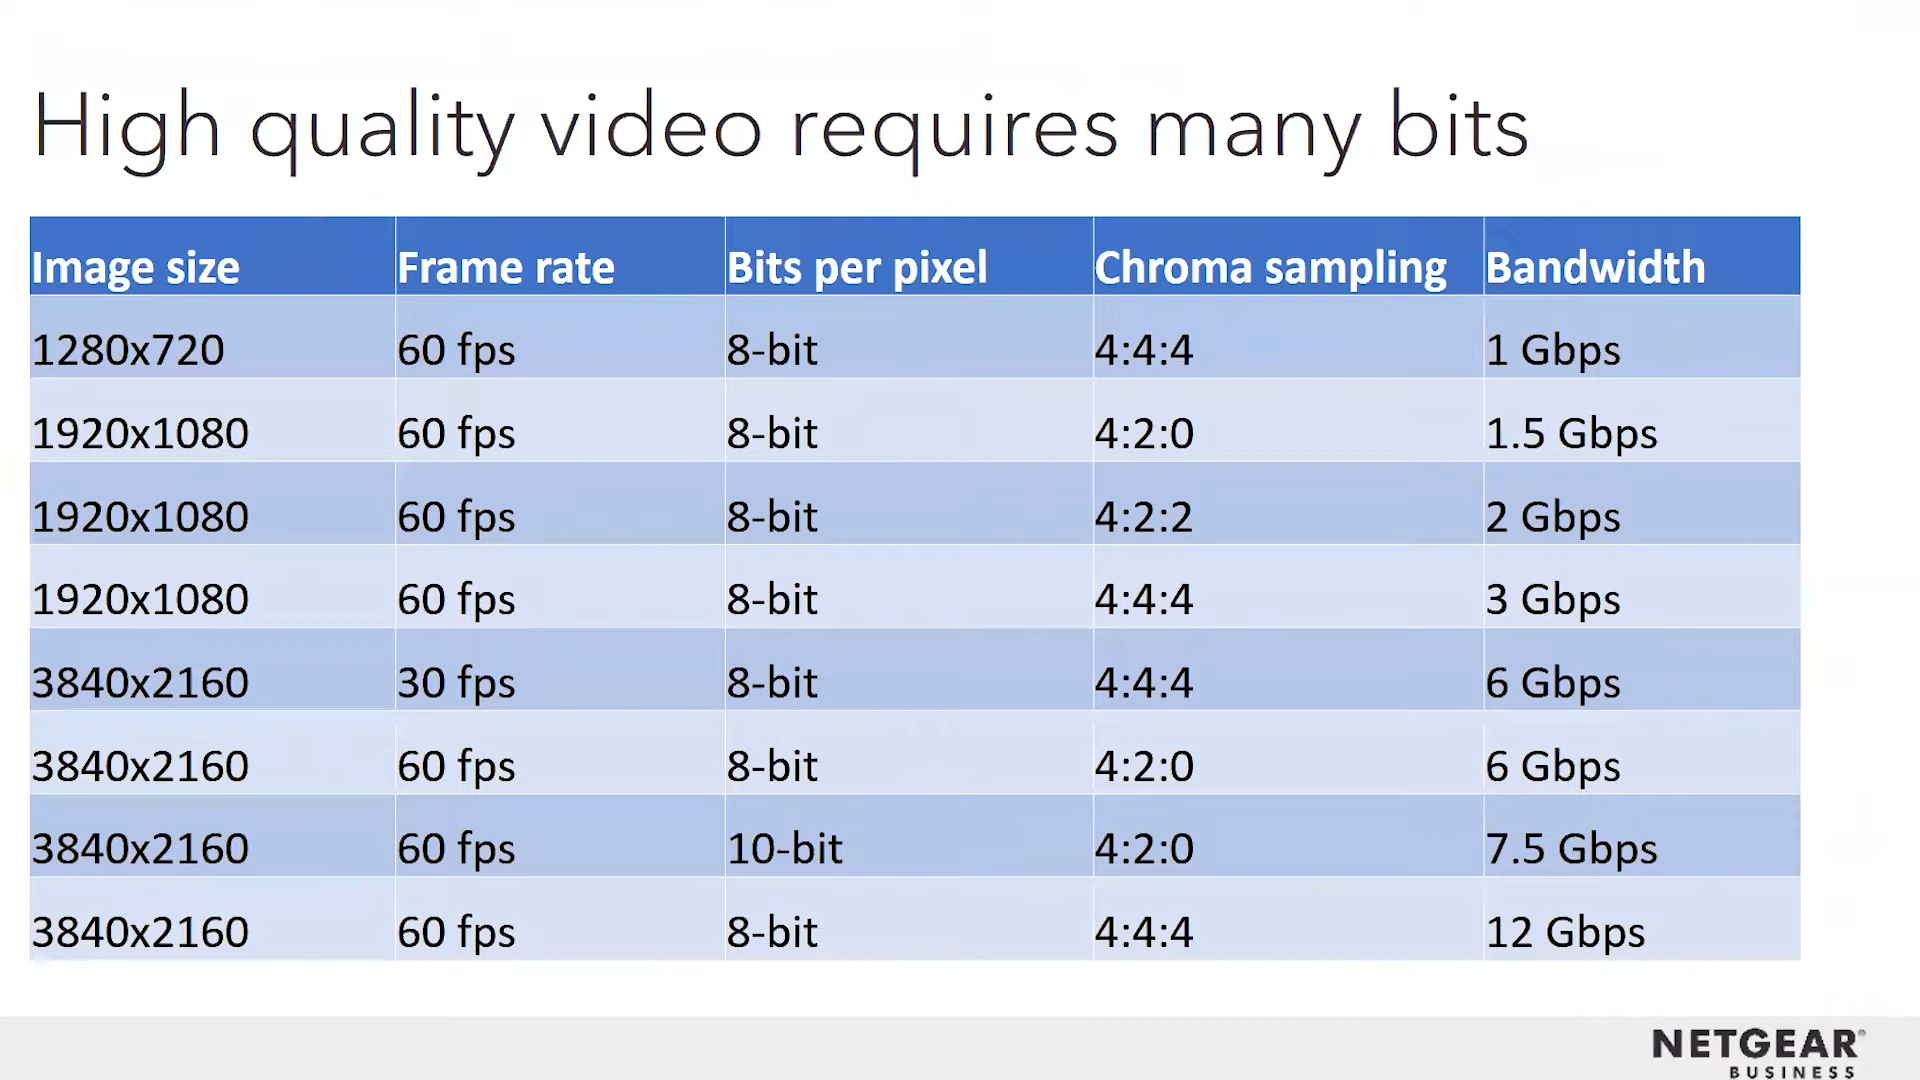 High quality video requires many bits
Image size Frame rate Bits per pixel Chroma sampling Bandwidth
1280x720 60 fps 8-bit 4:4:4 1 Gbps
1920x1080 60 fps 8-bit 4:2:0 1.5 Gbps
1920x1080 60 fps 8-bit 4:2:2 2 Gbps
1920x1080 60 fps 8-bit 4:4:4 3 Gbps
3840x2160 30 fps 8-bit 4:4:4 6 Gbps
3840x2160 60 fps 8-bit 4:2:0 6 Gbps
3840x2160 60 fps 10-bit 4:2:0 7.5 Gbps
3840x2160 60 fps 8-bit 4:4:4 12 Gbps
NETGEAR®
BUSINESS